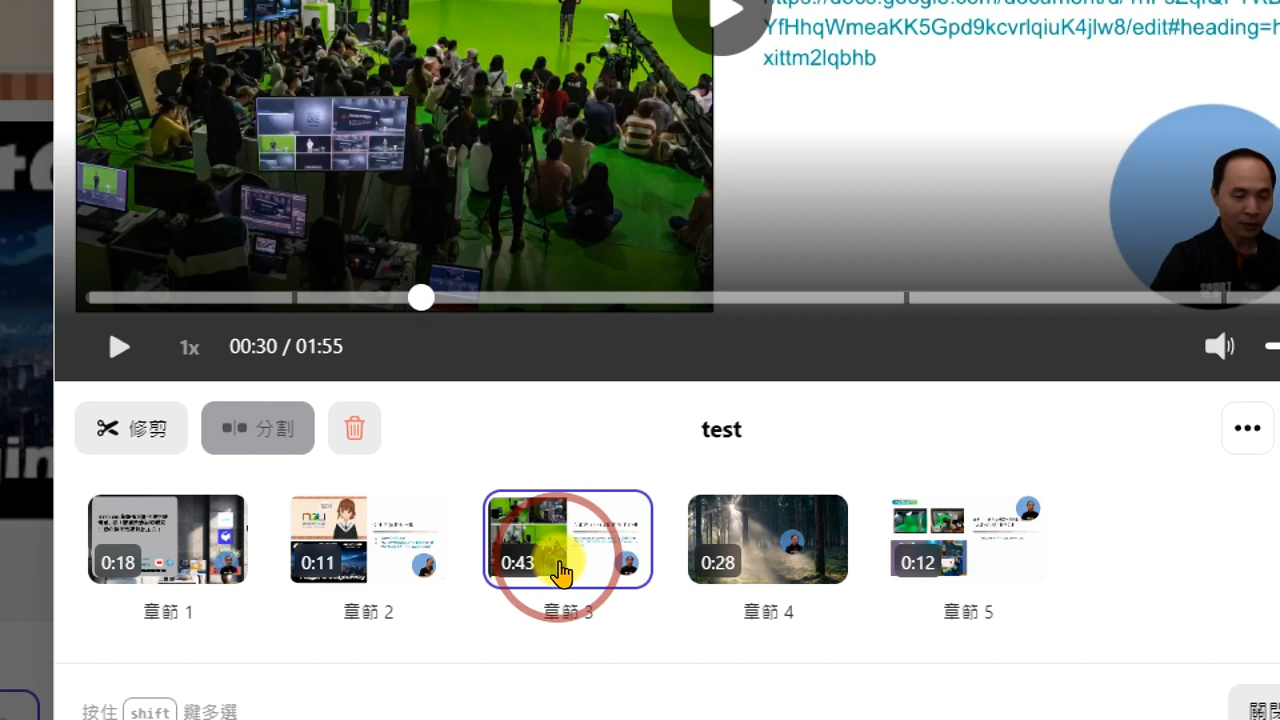 YfHhqWmeaKK5Gpd9kcvrlqiuK4jlw8/edit#heading=h
xittm2lqbhb
1x 00:30 / 01:55
修剪 分割 test
0:18 0:11 0:43 0:28 0:12
章節 1 章節 2 章節 3 章節 4 章節 5
按住 shift 鍵多選